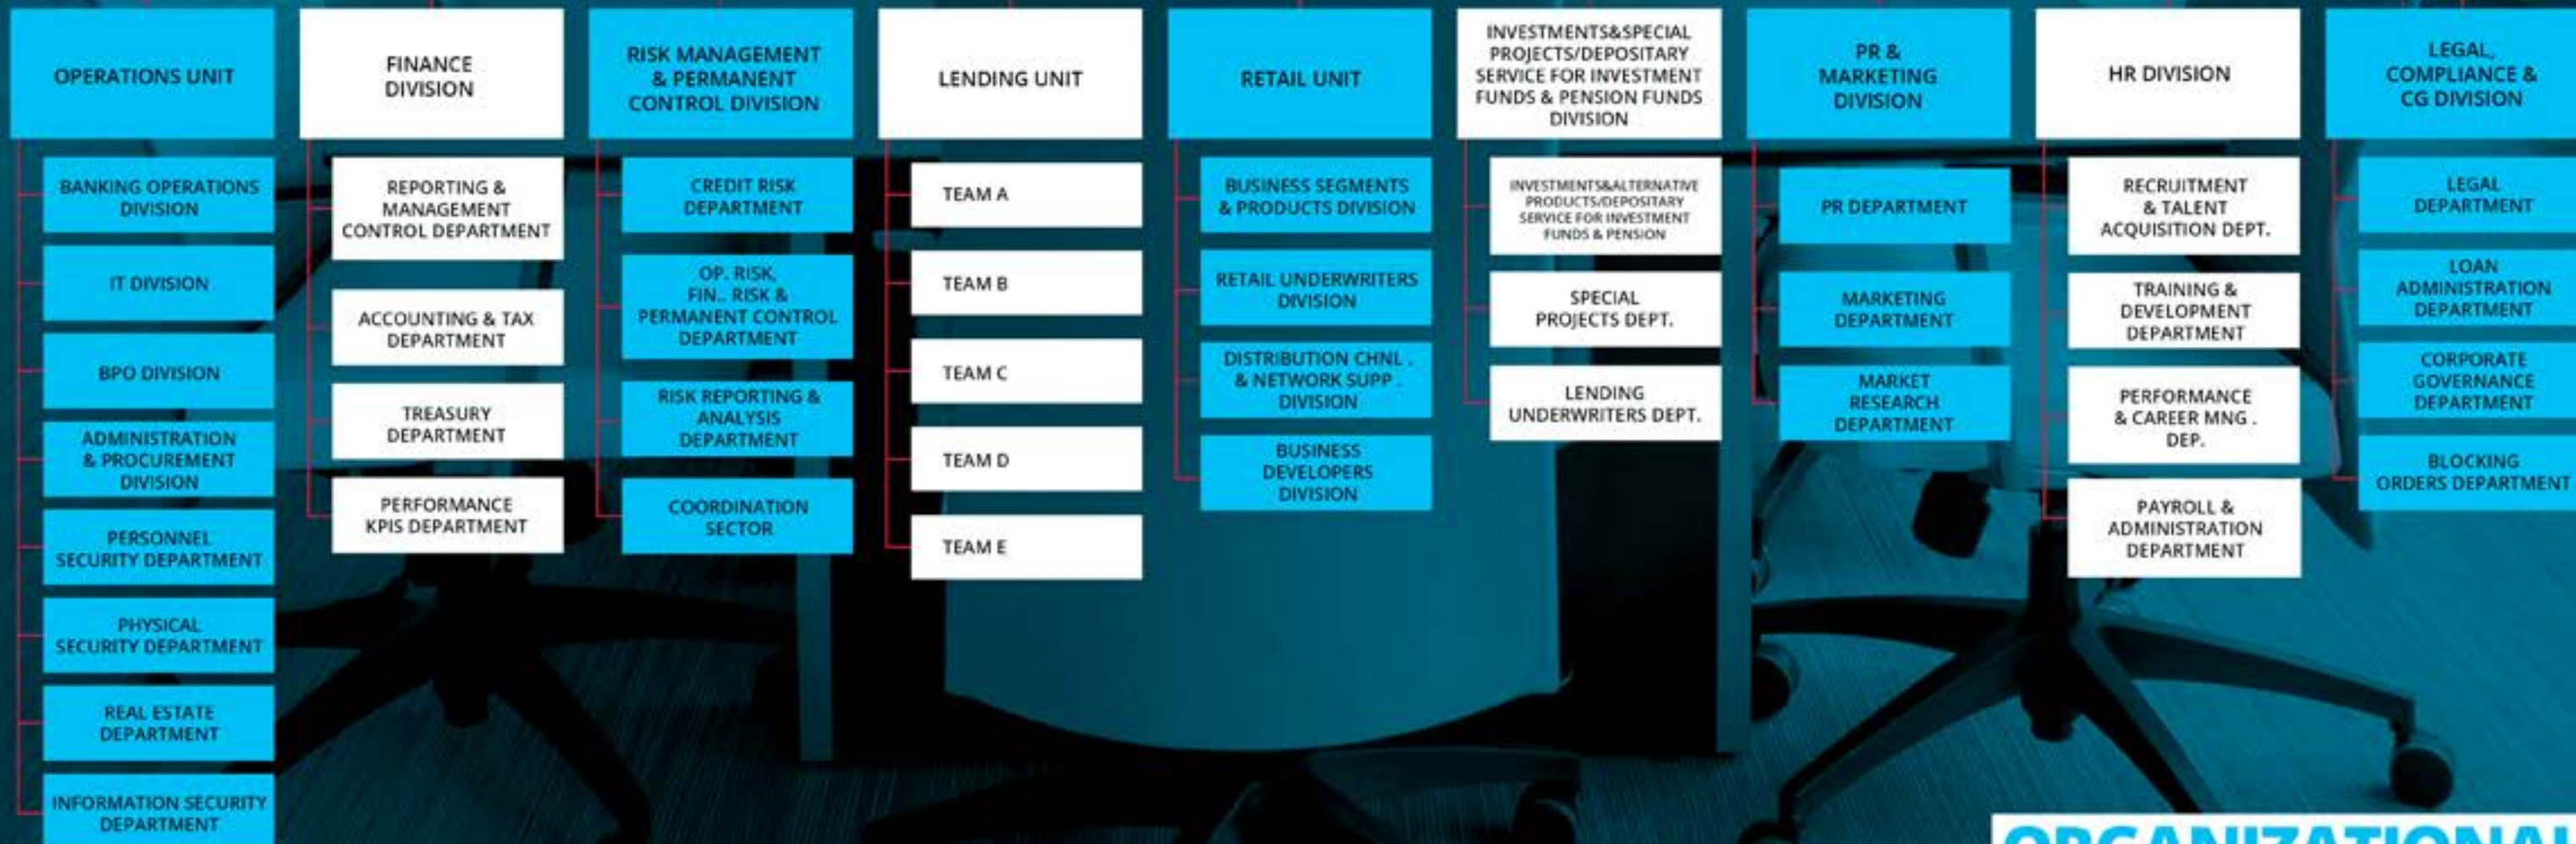 OPERATIONS UNIT
BANKING OPERATIONS
DIVISION
IT DIVISION
BPO DIVISION
ADMINISTRATION
& PROCUREMENT
DIVISION
PERSONNEL
SECURITY DEPARTMENT
PHYSICAL
SECURITY DEPARTMENT
REAL ESTATE
DEPARTMENT
INFORMATION SECURITY
DEPARTMENT
FINANCE
DIVISION
REPORTING &
MANAGEMENT
CONTROL DEPARTMENT
ACCOUNTING & TAX
DEPARTMENT
TREASURY
DEPARTMENT
PERFORMANCE
KPIS DEPARTMENT
RISK MANAGEMENT
& PERMANENT
CONTROL DIVISION
CREDIT RISK
DEPARTMENT
OP. RISK,
FIN.. RISK &
PERMANENT CONTROL
DEPARTMENT
RISK REPORTING &
ANALYSIS
DEPARTMENT
COORDINATION
SECTOR
LENDING UNIT
TEAM A
TEAM B
TEAM C
TEAM D
TEAM E
RETAIL UNIT
BUSINESS SEGMENTS
& PRODUCTS DIVISION
RETAIL UNDERWRITERS
DIVISION
DISTRIBUTION CHNL .
& NETWORK SUPP .
DIVISION
BUSINESS
DEVELOPERS
DIVISION
INVESTMENTS&SPECIAL
PROJECTS/DEPOSITARY
SERVICE FOR INVESTMENT
FUNDS & PENSION FUNDS
DIVISION
INVESTMENTS&ALTERNATIVE
PRODUCTS/DEPOSITARY
SERVICE FOR INVESTMENT
FUNDS & PENSION
SPECIAL
PROJECTS DEPT.
LENDING
UNDERWRITERS DEPT.
PR &
MARKETING
DIVISION
PR DEPARTMENT
MARKETING
DEPARTMENT
MARKET
RESEARCH
DEPARTMENT
HR DIVISION
RECRUITMENT
& TALENT
ACQUISITION DEPT.
TRAINING &
DEVELOPMENT
DEPARTMENT
PERFORMANCE
& CAREER MNG .
DEP.
PAYROLL &
ADMINISTRATION
DEPARTMENT
LEGAL,
COMPLIANCE &
CG DIVISION
LEGAL
DEPARTMENT
LOAN
ADMINISTRATION
DEPARTMENT
CORPORATE
GOVERNANCE
DEPARTMENT
BLOCKING
ORDERS DEPARTMENT
ORGANIZATIONAL